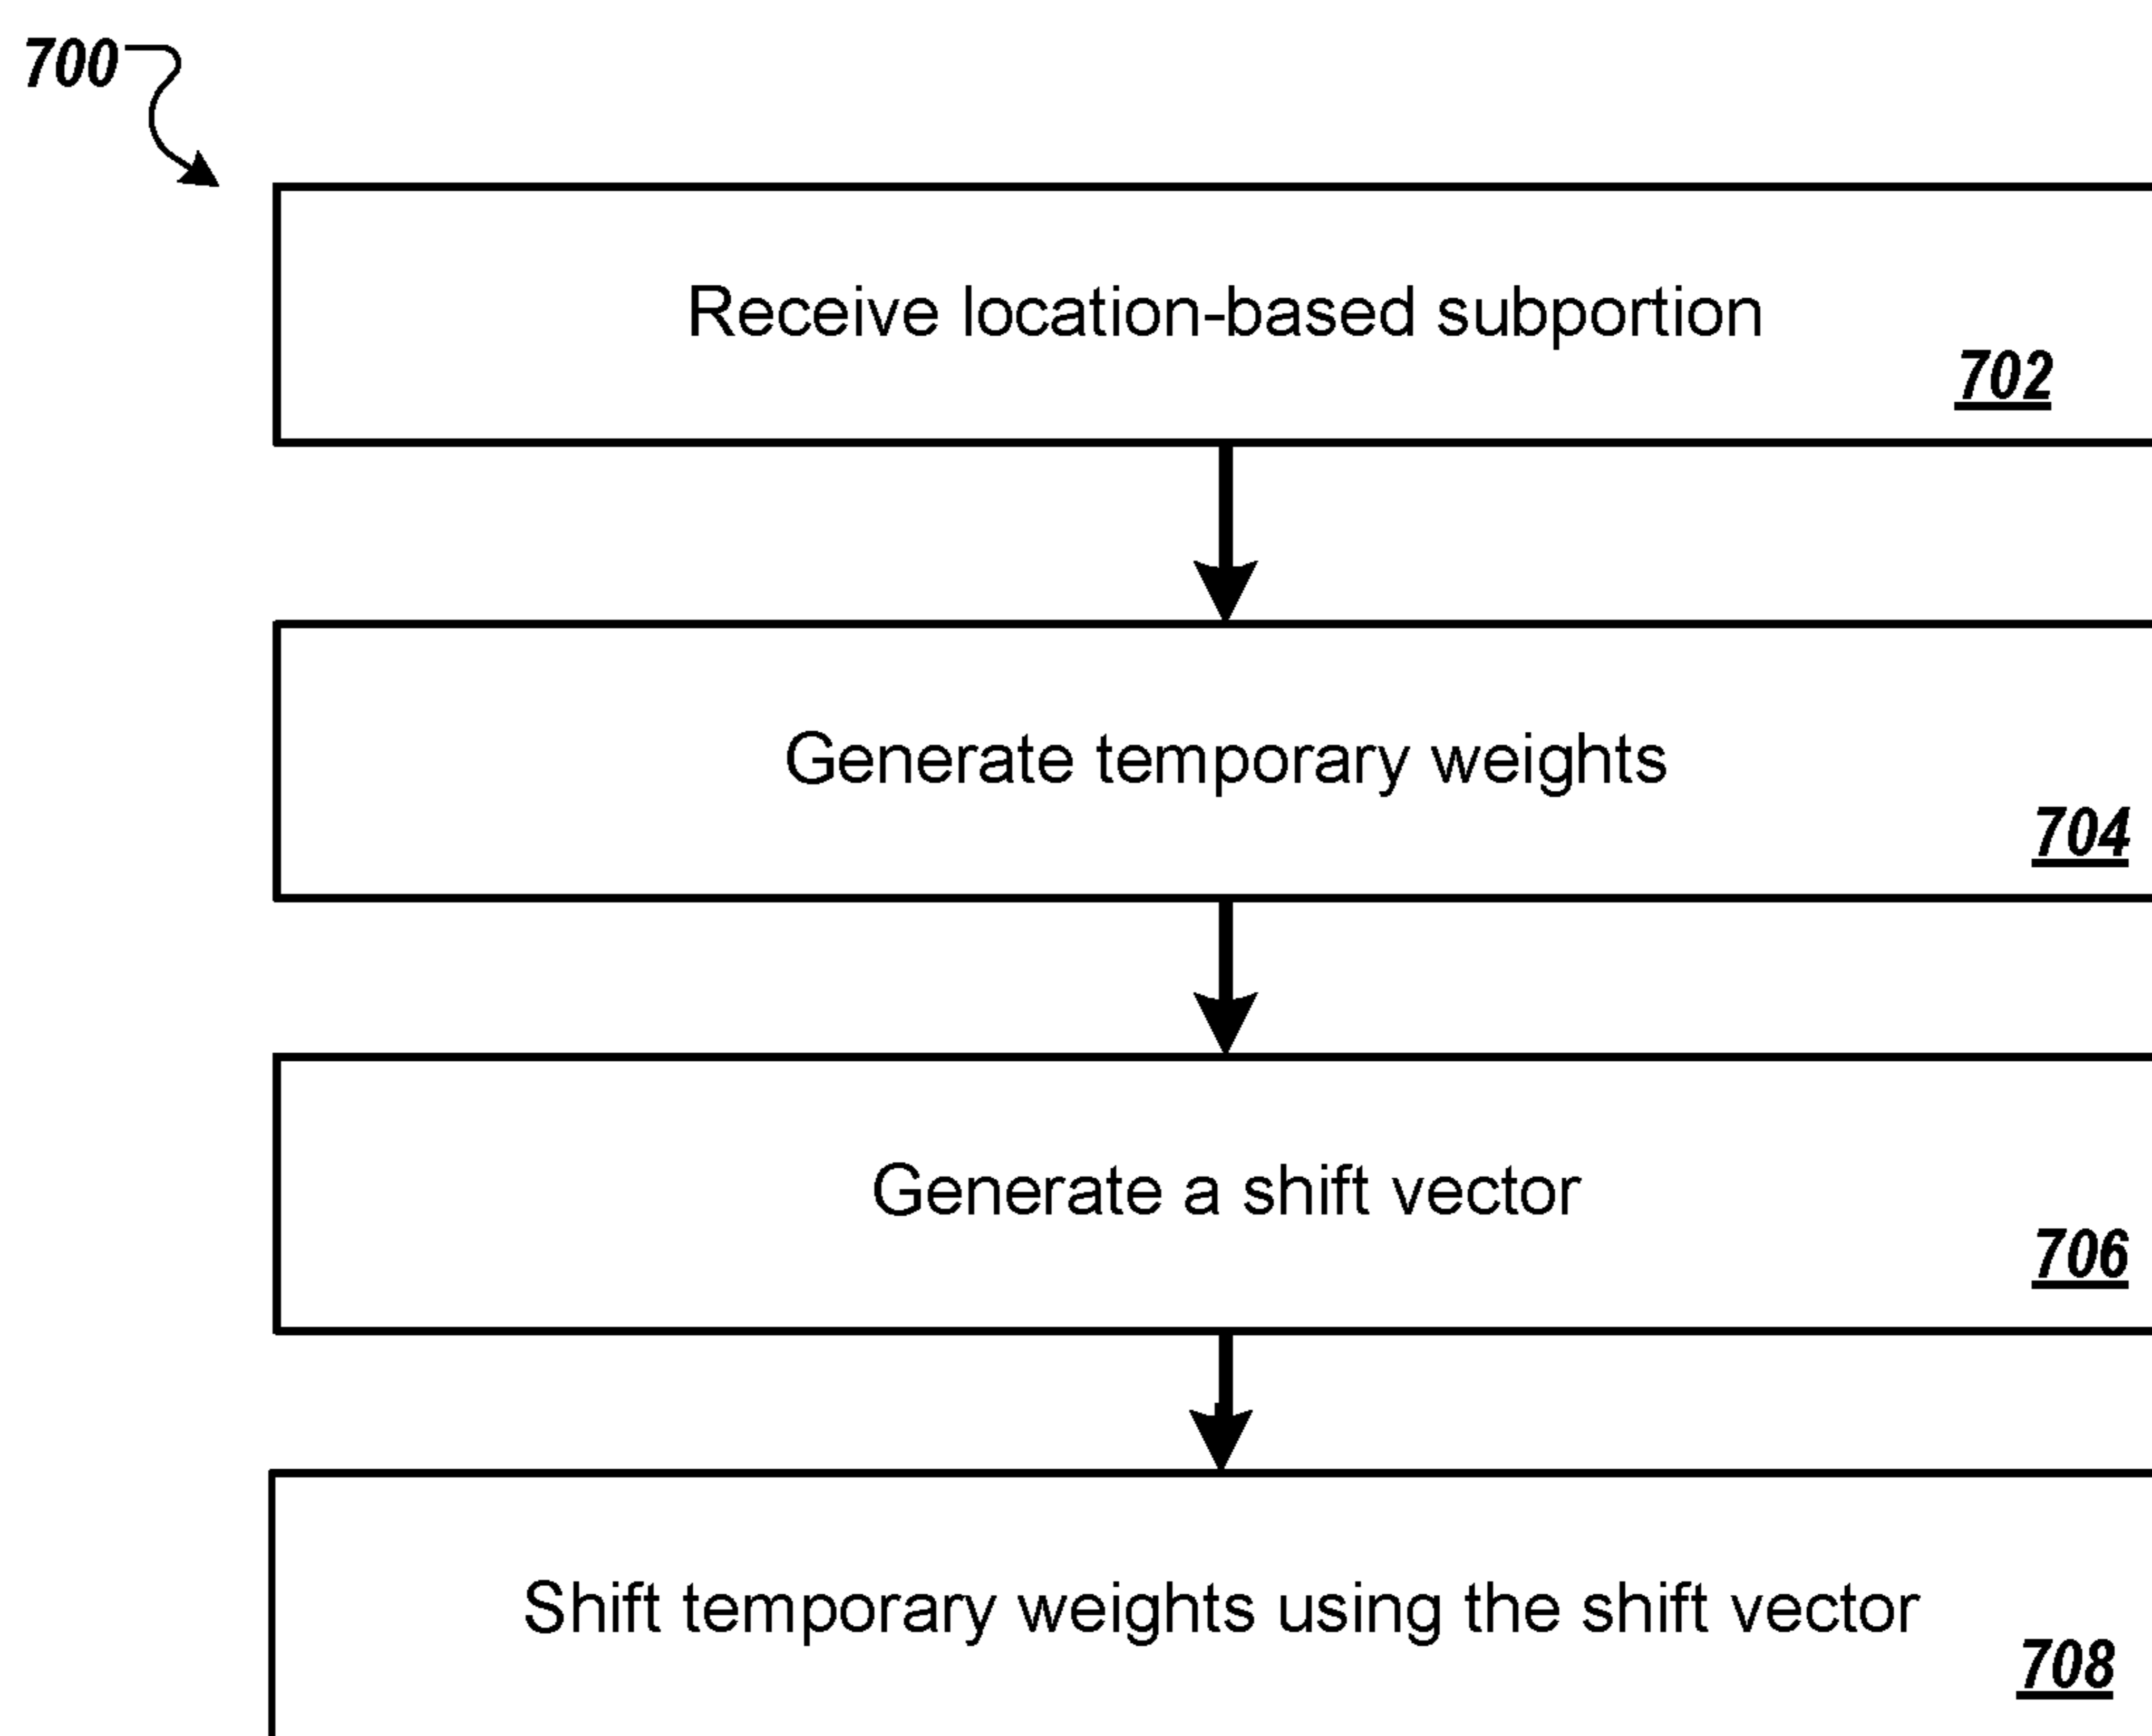 700
Receive location-based subportion
702
Generate temporary weights
704
Generate a shift vector
706
Shift temporary weights using the shift vector
708